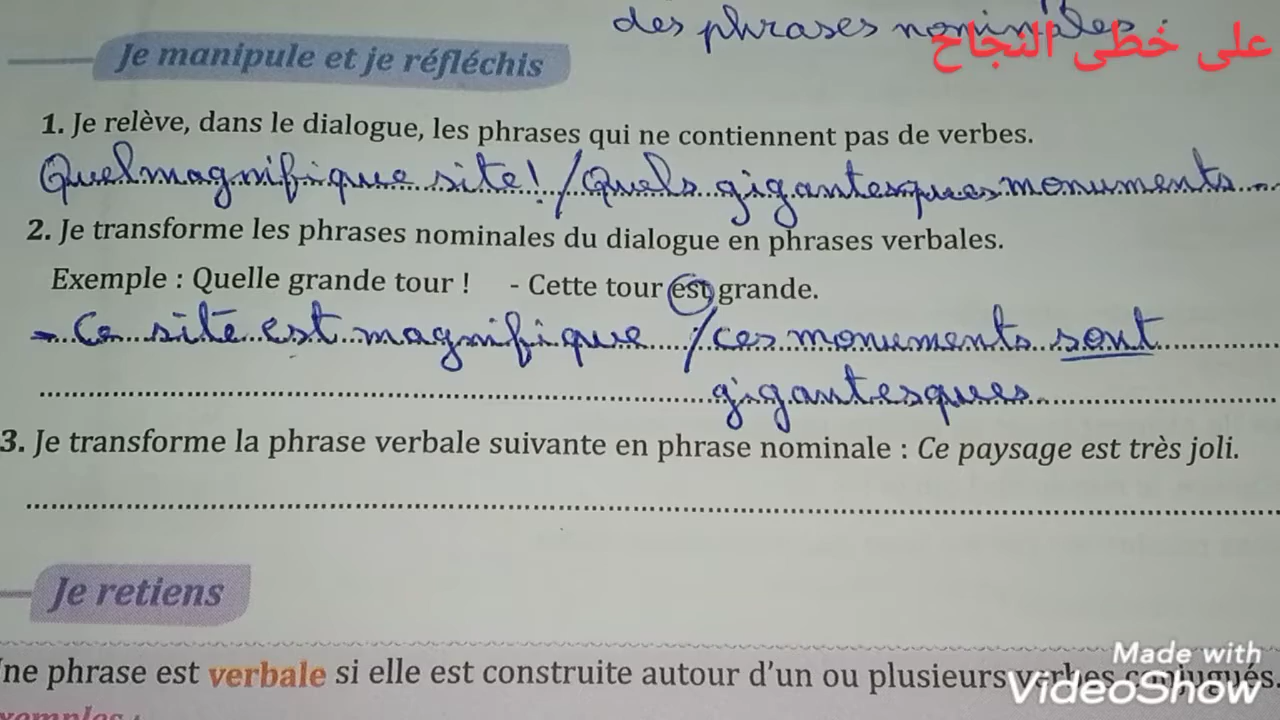 des phrases nominales
على خطى النجاح
Je manipule et je réfléchis
1. Je relève, dans le dialogue, les phrases qui ne contiennent pas de verbes.
Quel magnifique site! / Quels gigantesques monuments
2. Je transforme les phrases nominales du dialogue en phrases verbales.
Exemple : Quelle grande tour ! - Cette tour est grande.
- Ce site est magnifique / ces monuments sont
gigantesques
3. Je transforme la phrase verbale suivante en phrase nominale : Ce paysage est très joli.
Je retiens
ne phrase est verbale si elle est construite autour d'un ou plusieurs verbes conjugués.
Made with
VideoShow